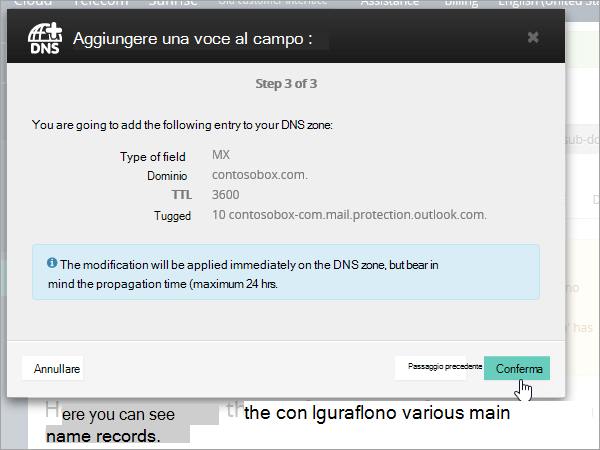 Cloud Telecom Sunrise Old customer interface Assistance Billing English (United Sta
DNS Aggiungere una voce al campo :
Step 3 of 3
You are going to add the following entry to your DNS zone:
Type of field MX
Dominio contosobox.com.
TTL 3600
Tugged 10 contosobox-com.mail.protection.outlook.com.
The modification will be applied immediately on the DNS zone, but bear in
mind the propagation time (maximum 24 hrs.
Annullare Passaggio precedente Conferma
sub-do
D
mo
' has
Here you can see th the con lguraflono various main
name records.